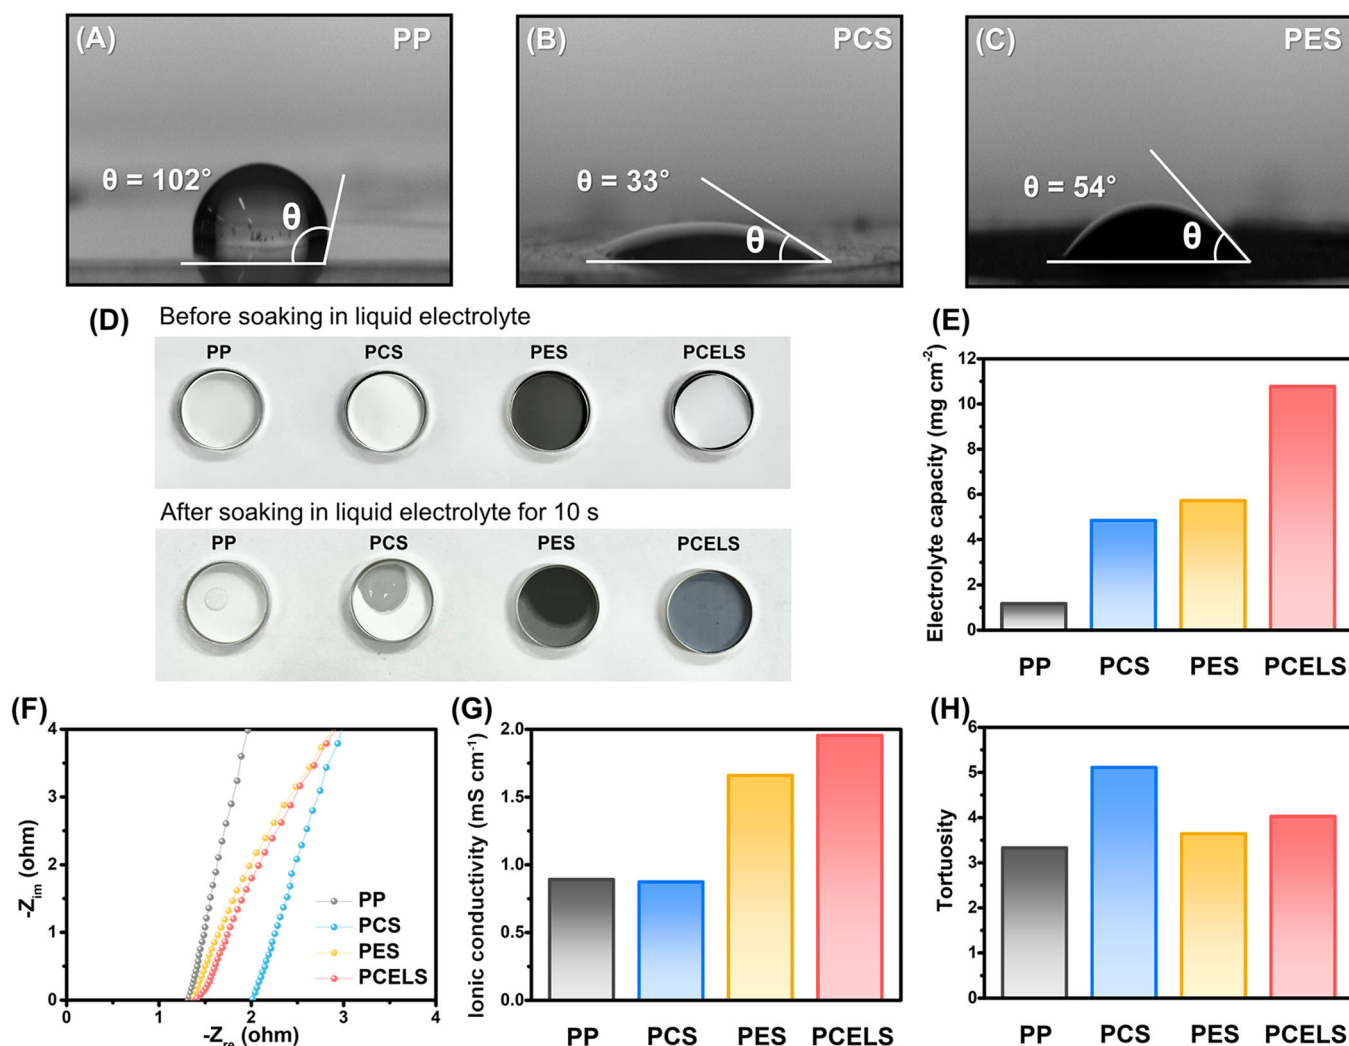 (A) PP
θ = 102°
θ
(B) PCS
θ = 33°
θ
(C) PES
θ = 54°
θ
(D) Before soaking in liquid electrolyte
PP PCS PES PCELS
After soaking in liquid electrolyte for 10 s
PP PCS PES PCELS
(E)
Electrolyte capacity (mg cm⁻²)
12
10
8
6
4
2
0
PP PCS PES PCELS
(F)
-Z_im (ohm)
4
3
2
1
0
PP
PCS
PES
PCELS
0 1 2 3 4
-Z_re (ohm)
(G)
Ionic conductivity (mS cm⁻¹)
2.0
1.5
1.0
0.5
0.0
PP PCS PES PCELS
(H)
Tortuosity
6
5
4
3
2
1
0
PP PCS PES PCELS